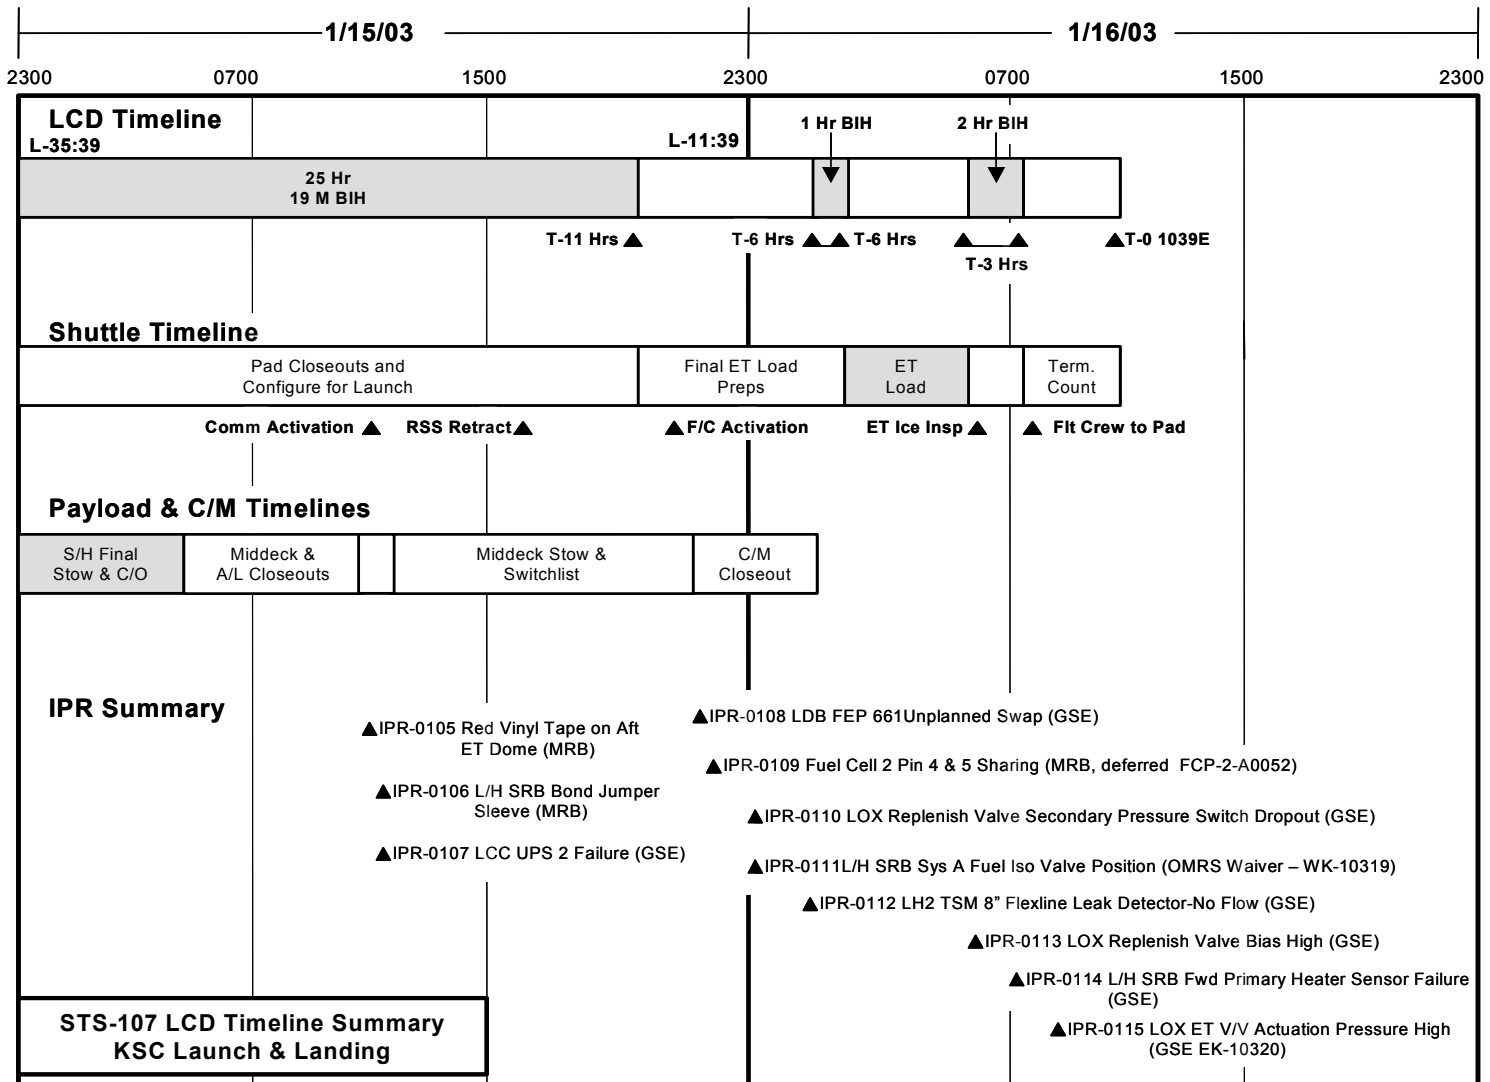 1/15/03 1/16/03
2300 0700 1500 2300 0700 1500 2300
LCD Timeline
L-35:39
L-11:39
1 Hr BIH 2 Hr BIH
25 Hr
19 M BIH
T-11 Hrs T-6 Hrs T-6 Hrs T-0 1039E
T-3 Hrs
Shuttle Timeline
Pad Closeouts and
Configure for Launch
Final ET Load
Preps
ET
Load
Term.
Count
Comm Activation RSS Retract F/C Activation ET Ice Insp Flt Crew to Pad
Payload & C/M Timelines
S/H Final
Stow & C/O
Middeck &
A/L Closeouts
Middeck Stow &
Switchlist
C/M
Closeout
IPR Summary
IPR-0105 Red Vinyl Tape on Aft
ET Dome (MRB)
IPR-0106 L/H SRB Bond Jumper
Sleeve (MRB)
IPR-0107 LCC UPS 2 Failure (GSE)
IPR-0108 LDB FEP 661Unplanned Swap (GSE)
IPR-0109 Fuel Cell 2 Pin 4 & 5 Sharing (MRB, deferred FCP-2-A0052)
IPR-0110 LOX Replenish Valve Secondary Pressure Switch Dropout (GSE)
IPR-0111L/H SRB Sys A Fuel Iso Valve Position (OMRS Waiver – WK-10319)
IPR-0112 LH2 TSM 8” Flexline Leak Detector-No Flow (GSE)
IPR-0113 LOX Replenish Valve Bias High (GSE)
IPR-0114 L/H SRB Fwd Primary Heater Sensor Failure
(GSE)
IPR-0115 LOX ET V/V Actuation Pressure High
(GSE EK-10320)
STS-107 LCD Timeline Summary
KSC Launch & Landing